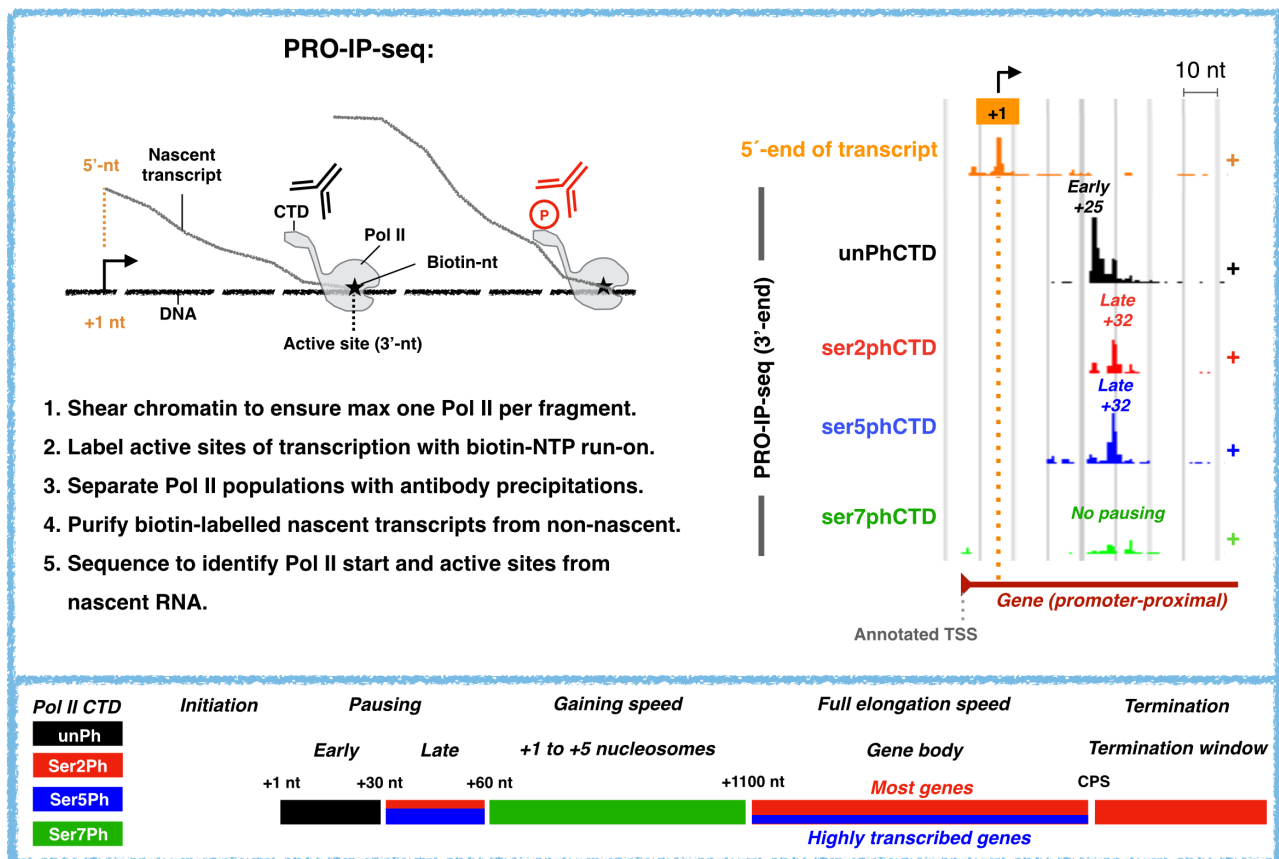 PRO-IP-seq:
5’-nt
Nascent
transcript
CTD
P
Pol II
Biotin-nt
DNA
+1 nt
Active site (3’-nt)
1. Shear chromatin to ensure max one Pol II per fragment.
2. Label active sites of transcription with biotin-NTP run-on.
3. Separate Pol II populations with antibody precipitations.
4. Purify biotin-labelled nascent transcripts from non-nascent.
5. Sequence to identify Pol II start and active sites from
nascent RNA.
10 nt
+1
5´-end of transcript
+
Early
+25
unPhCTD
+
PRO-IP-seq (3’-end)
Late
+32
ser2phCTD
+
Late
+32
ser5phCTD
+
ser7phCTD
No pausing
+
Gene (promoter-proximal)
Annotated TSS
Pol II CTD
unPh
Ser2Ph
Ser5Ph
Ser7Ph
Initiation
Pausing
Gaining speed
Full elongation speed
Termination
Early
Late
+1 to +5 nucleosomes
Gene body
Termination window
+1 nt
+30 nt
+60 nt
+1100 nt
CPS
Most genes
Highly transcribed genes